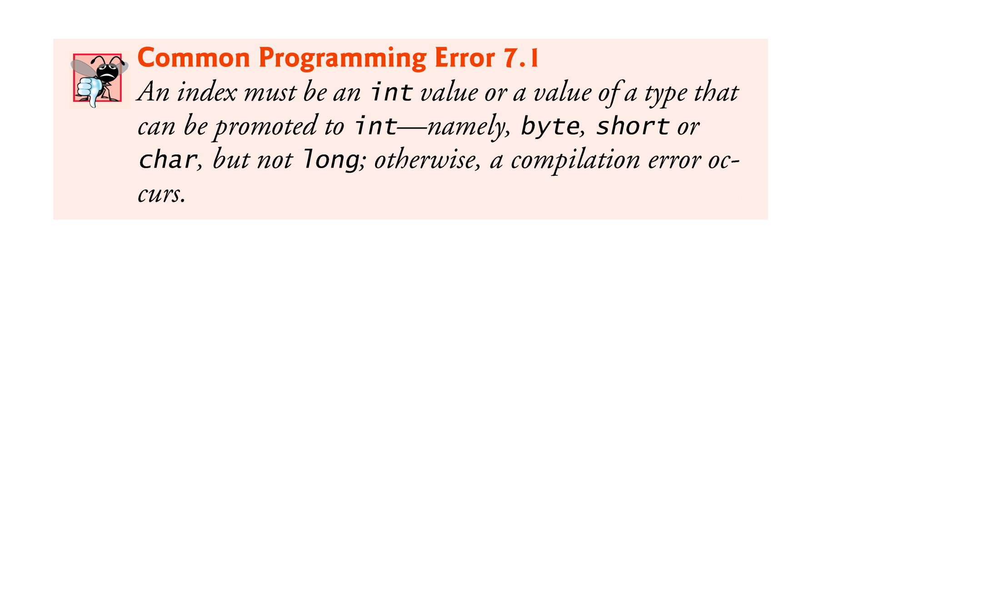 Common Programming Error 7.1
An index must be an int value or a value of a type that
can be promoted to int—namely, byte, short or
char, but not long; otherwise, a compilation error oc-
curs.